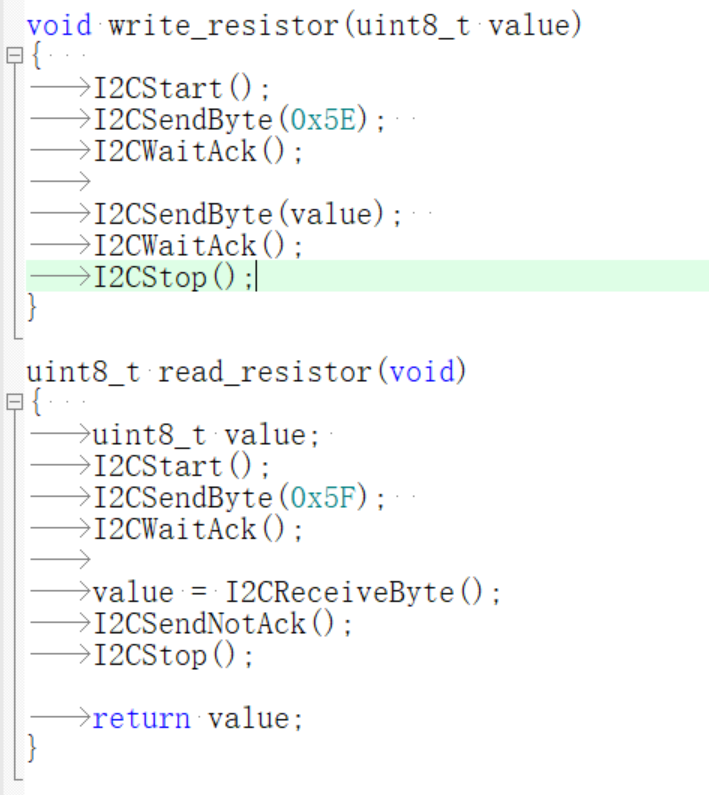 void write_resistor(uint8_t value)
{
I2CStart();
I2CSendByte(0x5E);
I2CWaitAck();
I2CSendByte(value);
I2CWaitAck();
I2CStop();
}
uint8_t read_resistor(void)
{
uint8_t value;
I2CStart();
I2CSendByte(0x5F);
I2CWaitAck();
value = I2CReceiveByte();
I2CSendNotAck();
I2CStop();
return value;
}